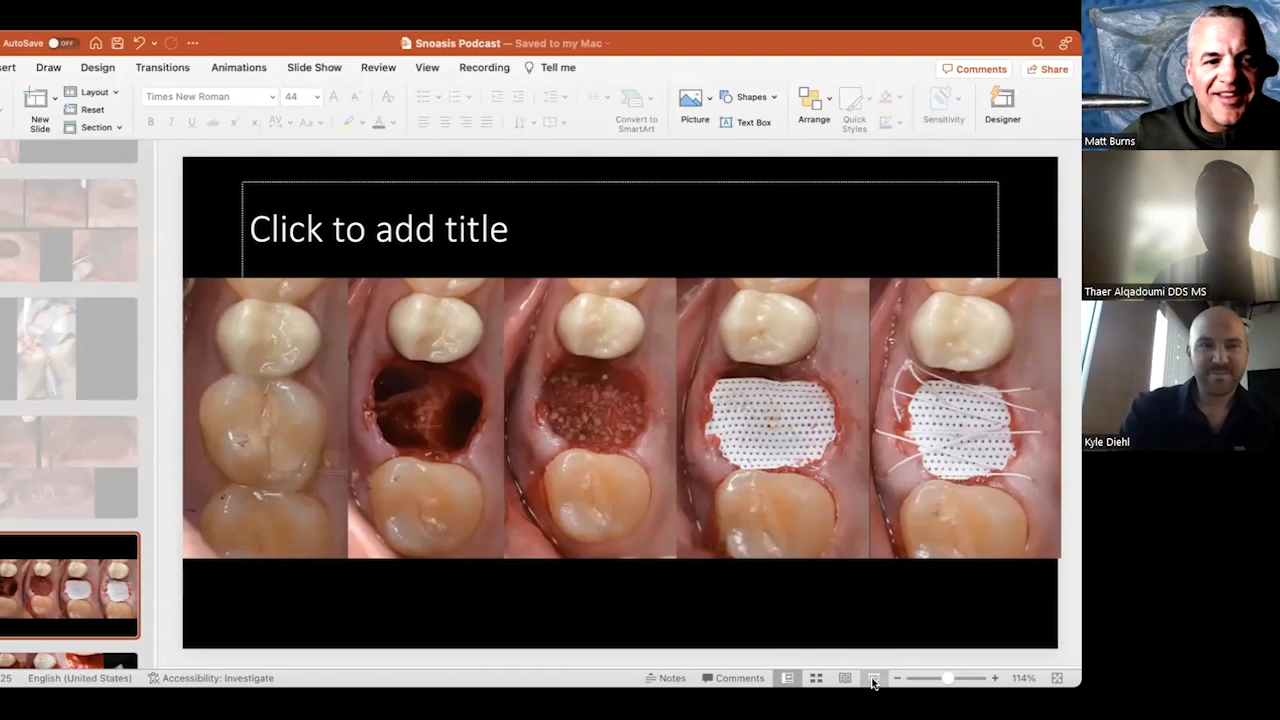 AutoSave OFF
Snoasis Podcast — Saved to my Mac
Draw Design Transitions Animations Slide Show Review View Recording Tell me
Comments Share
New Slide
Layout
Reset
Section
Times New Roman 44
B I U
Convert to SmartArt
Picture
Shapes
Text Box
Arrange
Quick Styles
Sensitivity
Designer
Click to add title
25 English (United States) Accessibility: Investigate Notes Comments 114%
Matt Burns
Thaer Alqadoumi DDS MS
Kyle Diehl